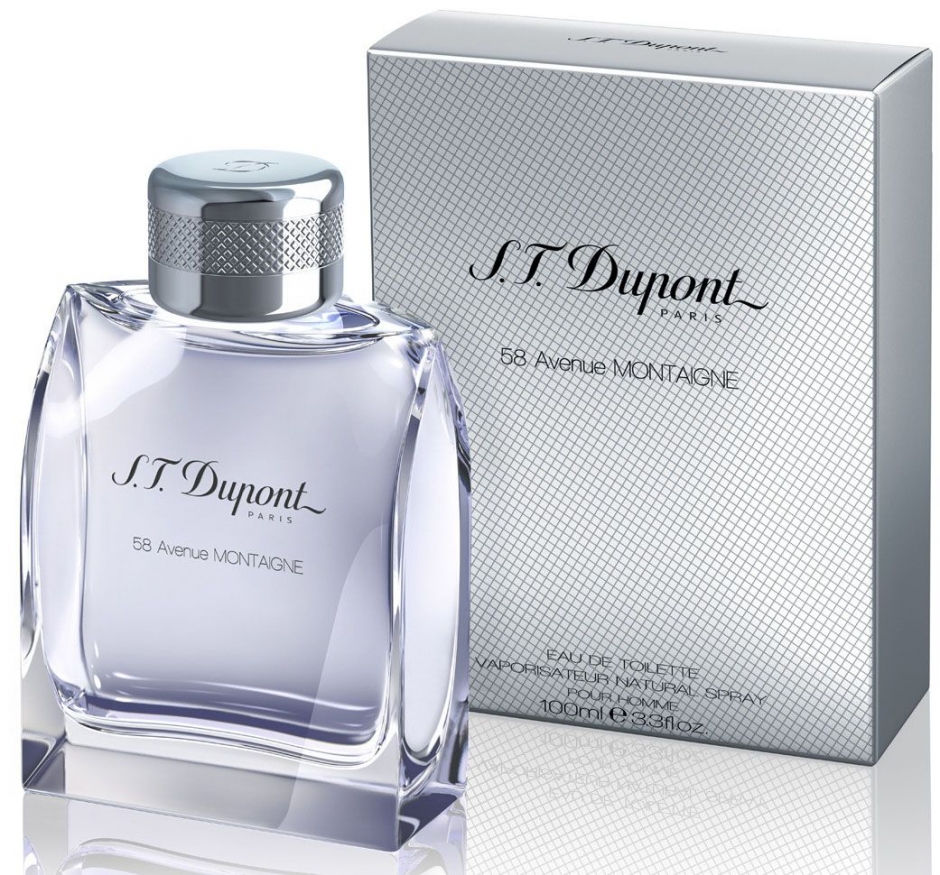 S.T. Dupont
S.T. Dupont
PARIS
58 Avenue MONTAIGNE
EAU DE TOILETTE
VAPORISATEUR NATURAL SPRAY
POUR HOMME
100ml ℮ 3.3fl.oz.
D
S.T. Dupont
PARIS
58 Avenue MONTAIGNE